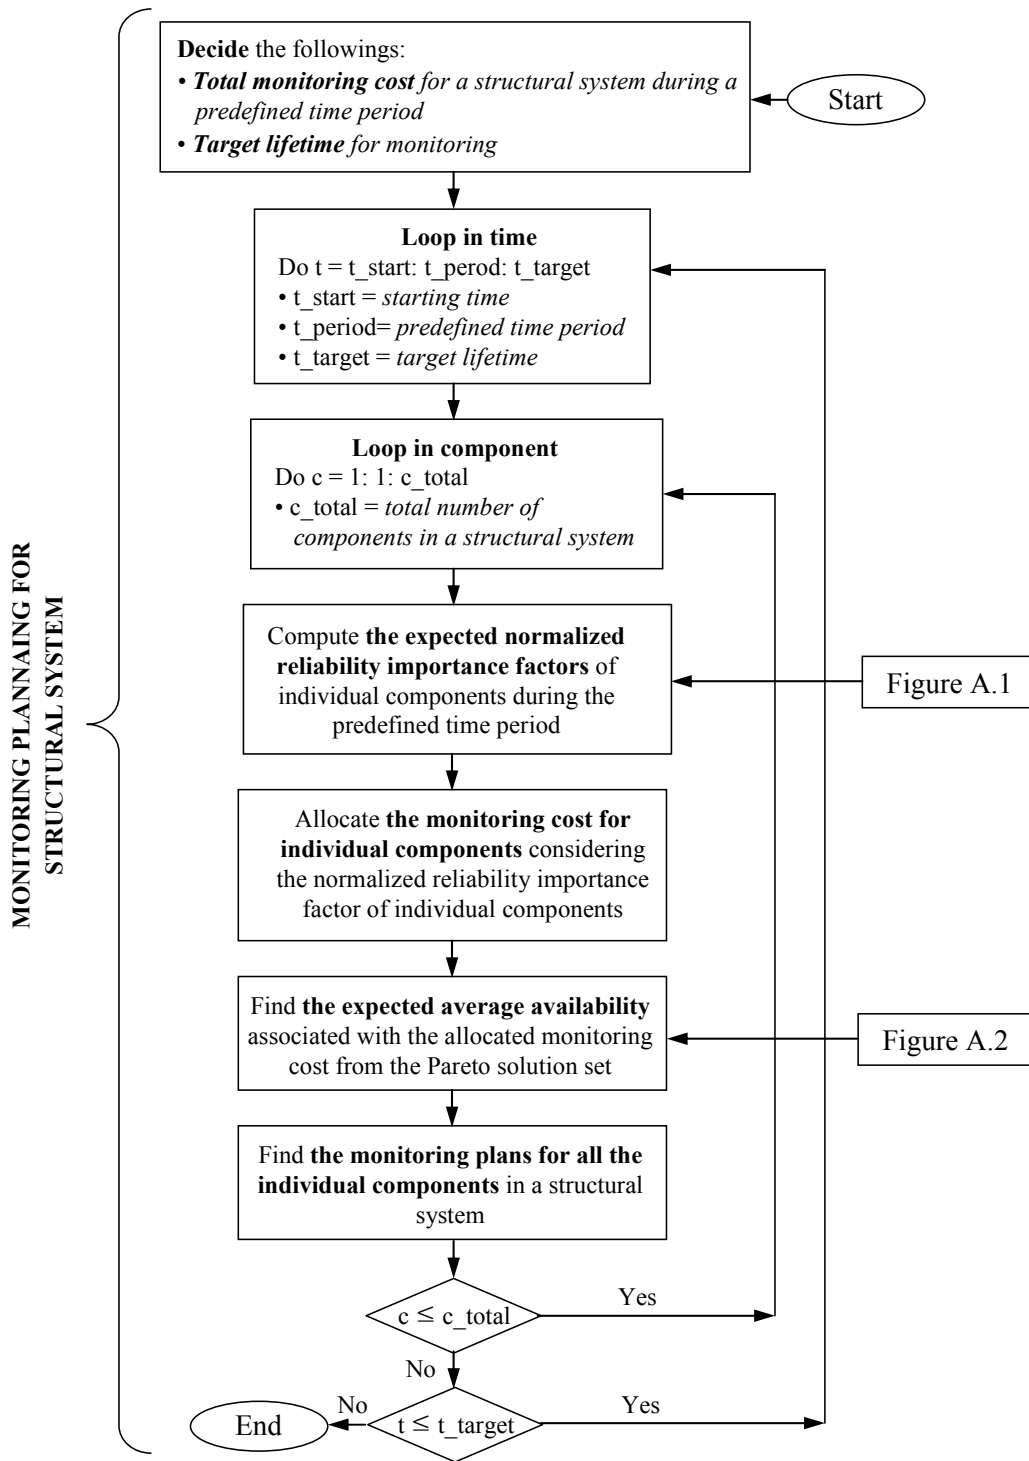 Decide the followings:
• Total monitoring cost for a structural system during a
predefined time period
• Target lifetime for monitoring
Start
Loop in time
Do t = t_start: t_perod: t_target
• t_start = starting time
• t_period= predefined time period
• t_target = target lifetime
Loop in component
Do c = 1: 1: c_total
• c_total = total number of
components in a structural system
MONITORING PLANNAING FOR
STRUCTURAL SYSTEM
Compute the expected normalized
reliability importance factors of
individual components during the
predefined time period
Figure A.1
Allocate the monitoring cost for
individual components considering
the normalized reliability importance
factor of individual components
Find the expected average availability
associated with the allocated monitoring
cost from the Pareto solution set
Figure A.2
Find the monitoring plans for all the
individual components in a structural
system
c ≤ c_total
Yes
No
t ≤ t_target
Yes
No
End